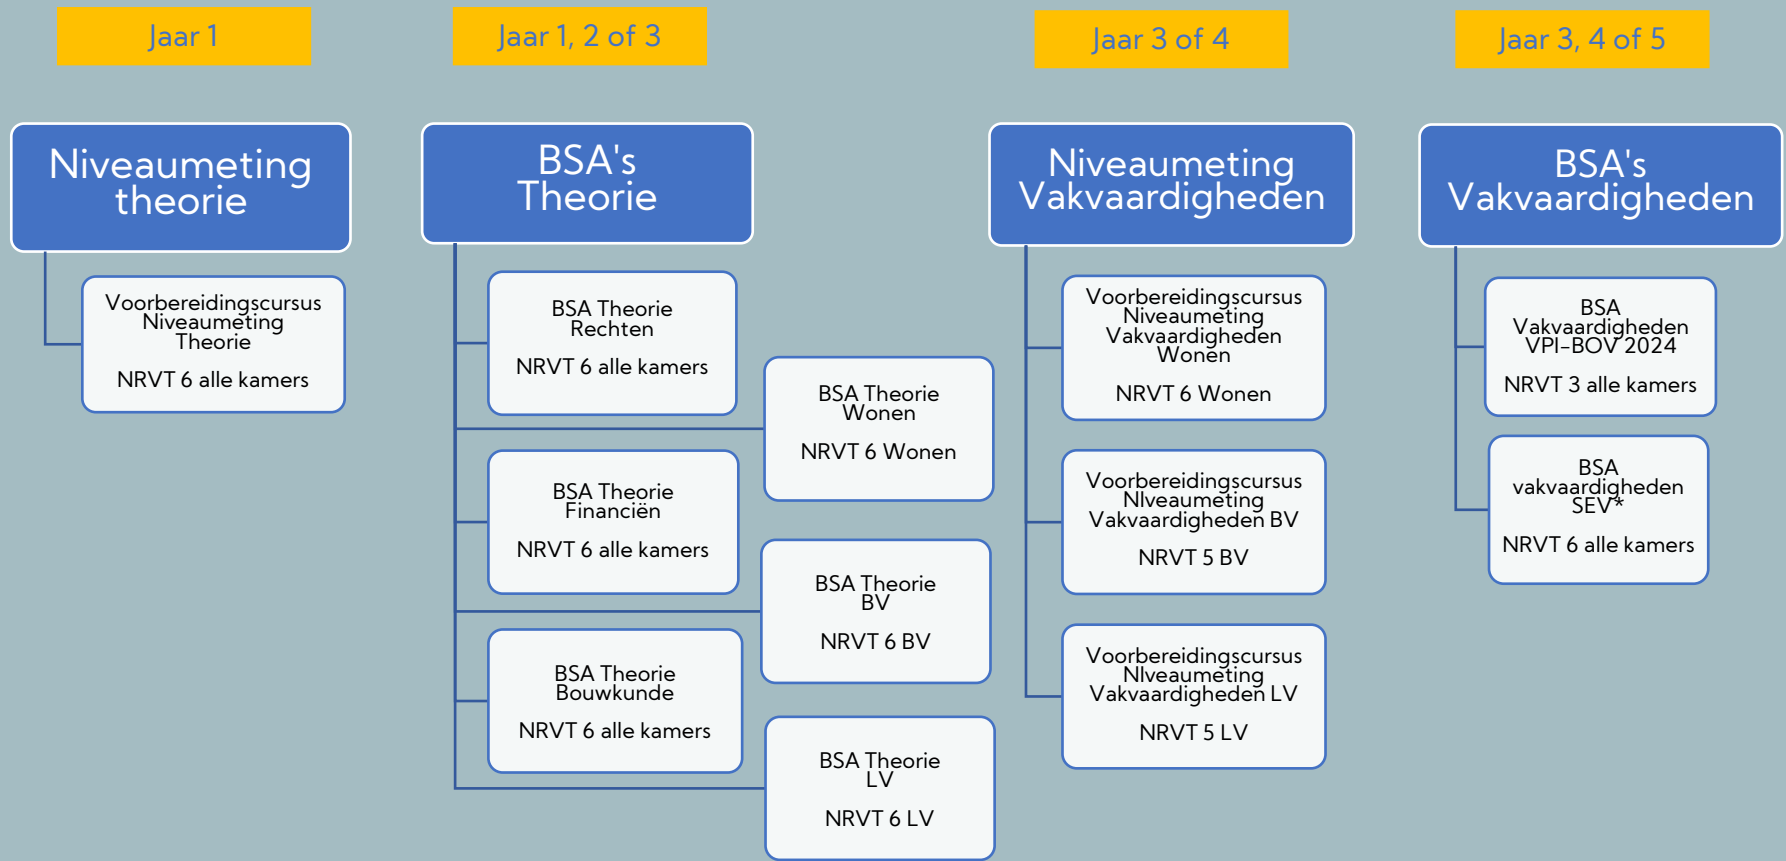 Jaar 1
Jaar 1, 2 of 3
Jaar 3 of 4
Jaar 3, 4 of 5
Niveaumeting
theorie
Voorbereidingscursus
Niveaumeting
Theorie
NRVT 6 alle kamers
BSA's
Theorie
BSA Theorie
Rechten
NRVT 6 alle kamers
BSA Theorie
Wonen
NRVT 6 Wonen
BSA Theorie
Financiën
NRVT 6 alle kamers
BSA Theorie
BV
NRVT 6 BV
BSA Theorie
Bouwkunde
NRVT 6 alle kamers
BSA Theorie
LV
NRVT 6 LV
Niveaumeting
Vakvaardigheden
Voorbereidingscursus
Niveaumeting
Vakvaardigheden
Wonen
NRVT 6 Wonen
Voorbereidingscursus
NIveaumeting
Vakvaardigheden BV
NRVT 5 BV
Voorbereidingscursus
NIveaumeting
Vakvaardigheden LV
NRVT 5 LV
BSA's
Vakvaardigheden
BSA
Vakvaardigheden
VPI-BOV 2024
NRVT 3 alle kamers
BSA
vakvaardigheden
SEV*
NRVT 6 alle kamers